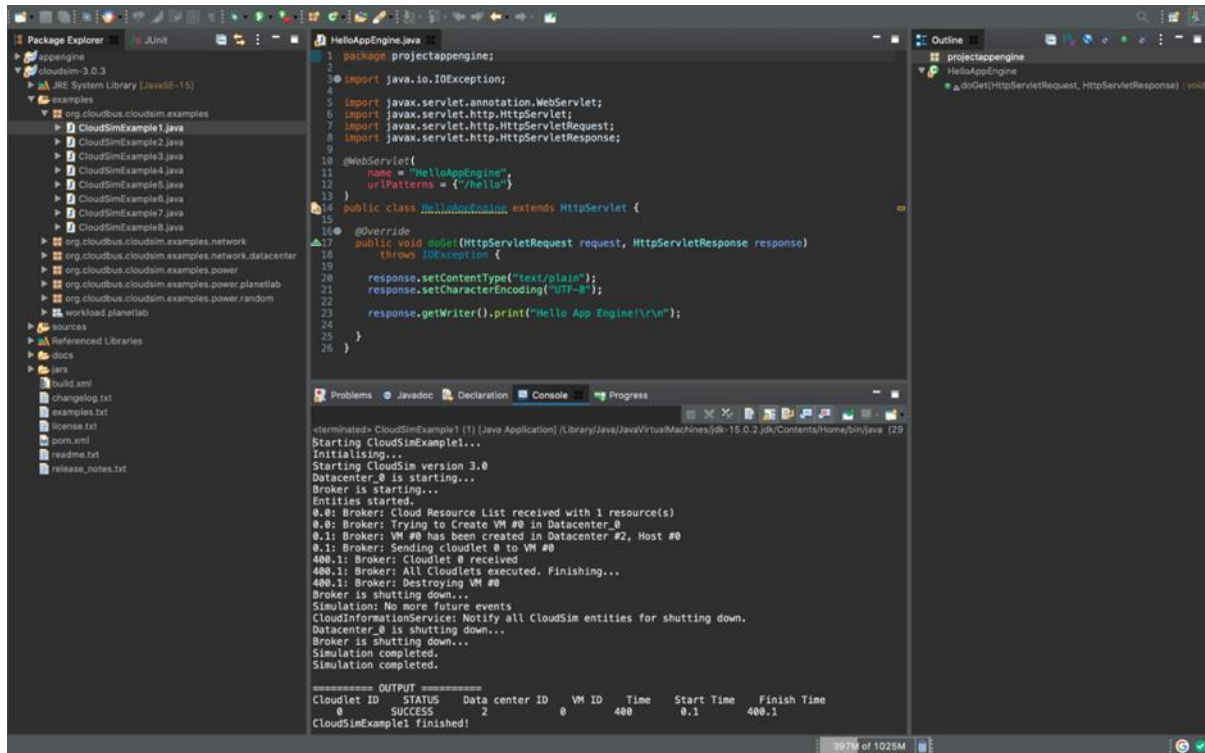 Package Explorer
JUnit
appengine
cloudsim-3.0.3
JRE System Library [JavaSE-15]
examples
org.cloudbus.cloudsim.examples
CloudSimExample1.java
CloudSimExample2.java
CloudSimExample3.java
CloudSimExample4.java
CloudSimExample5.java
CloudSimExample6.java
CloudSimExample7.java
CloudSimExample8.java
org.cloudbus.cloudsim.examples.network
org.cloudbus.cloudsim.examples.network.datacenter
org.cloudbus.cloudsim.examples.power
org.cloudbus.cloudsim.examples.power.planetlab
org.cloudbus.cloudsim.examples.power.random
workload.planetlab
sources
Referenced Libraries
docs
jars
build.xml
changelog.txt
examples.txt
license.txt
pom.xml
readme.txt
release_notes.txt
HelloAppEngine.java
1 package projectappengine;
2
3 import java.io.IOException;
4
5 import javax.servlet.annotation.WebServlet;
6 import javax.servlet.http.HttpServlet;
7 import javax.servlet.http.HttpServletRequest;
8 import javax.servlet.http.HttpServletResponse;
9
10 @WebServlet(
11 name = "HelloAppEngine",
12 urlPatterns = {"/hello"}
13 )
14 public class HelloAppEngine extends HttpServlet {
15
16 @Override
17 public void doGet(HttpServletRequest request, HttpServletResponse response)
18 throws IOException {
19
20 response.setContentType("text/plain");
21 response.setCharacterEncoding("UTF-8");
22
23 response.getWriter().print("Hello App Engine!\r\n");
24
25 }
26 }
Problems Javadoc Declaration Console Progress
<terminated> CloudSimExample1 (1) [Java Application] /Library/Java/JavaVirtualMachines/jdk-15.0.2.jdk/Contents/Home/bin/java (29
Starting CloudSimExample1...
Initialising...
Starting CloudSim version 3.0
Datacenter_0 is starting...
Broker is starting...
Entities started.
0.0: Broker: Cloud Resource List received with 1 resource(s)
0.0: Broker: Trying to Create VM #0 in Datacenter_0
0.1: Broker: VM #0 has been created in Datacenter #2, Host #0
0.1: Broker: Sending cloudlet 0 to VM #0
400.1: Broker: Cloudlet 0 received
400.1: Broker: All Cloudlets executed. Finishing...
400.1: Broker: Destroying VM #0
Broker is shutting down...
Simulation: No more future events
CloudInformationService: Notify all CloudSim entities for shutting down.
Datacenter_0 is shutting down...
Broker is shutting down...
Simulation completed.
Simulation completed.
========== OUTPUT ==========
Cloudlet ID STATUS Data center ID VM ID Time Start Time Finish Time
0 SUCCESS 2 0 400 0.1 400.1
CloudSimExample1 finished!
Outline
projectappengine
HelloAppEngine
doGet(HttpServletRequest, HttpServletResponse) : void
397M of 1025M